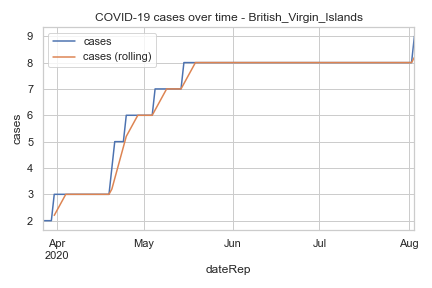 COVID-19 cases over time - British_Virgin_Islands
cases
cases (rolling)
9
8
7
6
5
4
3
2
cases
Apr May Jun Jul Aug
2020
dateRep